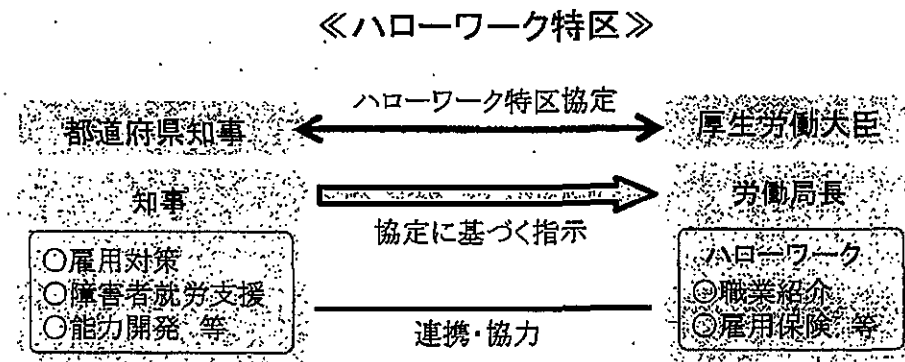 ≪ハローワーク特区≫
ハローワーク特区協定
都道府県知事
厚生労働大臣
知事
労働局長
協定に基づく指示
○雇用対策
○障害者就労支援
○能力開発 等
ハローワーク
○職業紹介
○雇用保険 等
連携・協力